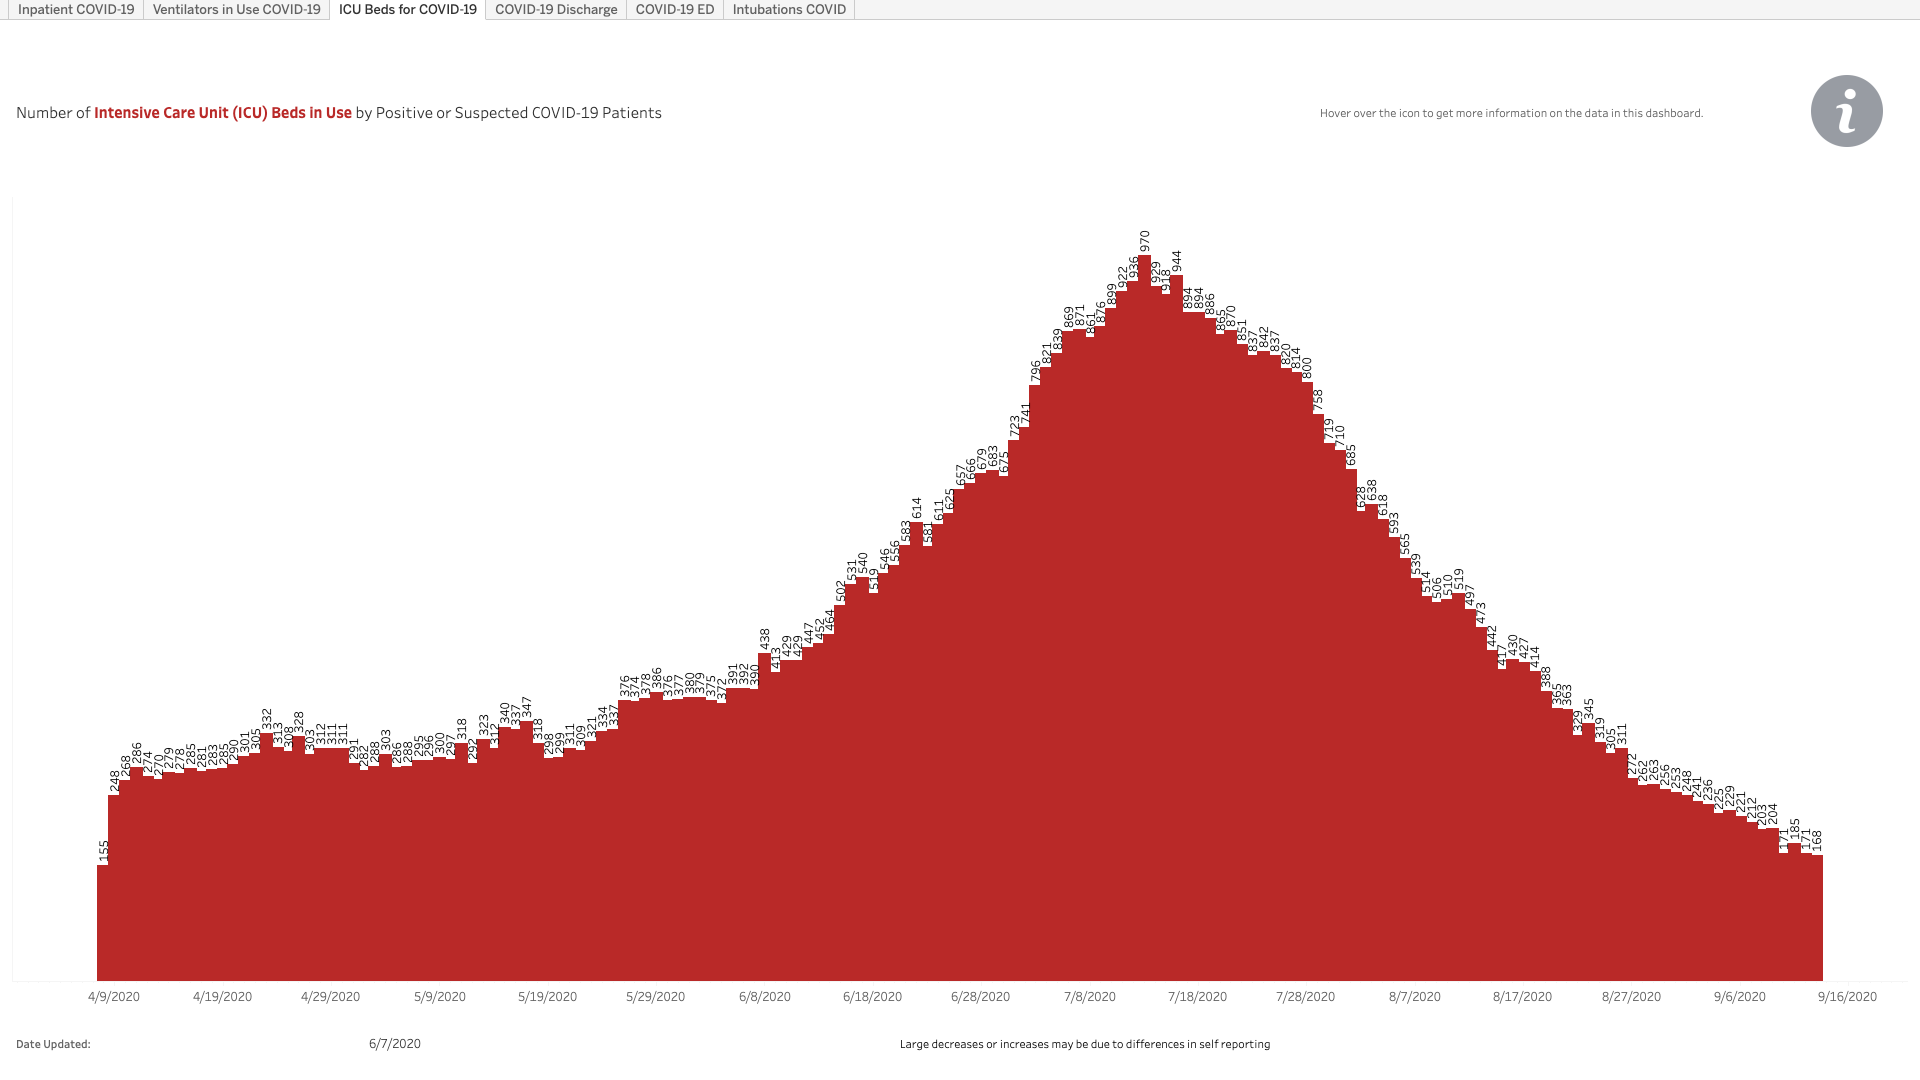 Inpatient COVID-19 Ventilators in Use COVID-19 ICU Beds for COVID-19 COVID-19 Discharge COVID-19 ED Intubations COVID
Number of Intensive Care Unit (ICU) Beds in Use by Positive or Suspected COVID-19 Patients
Hover over the icon to get more information on the data in this dashboard.
i
155 248 268 286 274 270 279 278 285 281 283 285 290 301 305 332 313 308 328 303 312 311 311 291 282 288 303 286 288 295 296 300 297 318 292 323 312 340 337 347 318 298 299 311 309 321 334 337 376 374 378 386 376 377 380 379 375 372 391 392 390 438 413 429 429 447 452 464 502 531 540 519 546 556 583 614 581 611 625 657 666 679 683 675 723 741 796 821 839 869 871 861 876 899 922 936 970 929 918 944 894 894 886 865 870 851 837 842 837 820 814 800 758 719 710 685 628 638 618 593 565 539 514 506 510 519 497 473 442 417 430 427 414 388 365 363 329 345 319 305 311 272 262 263 256 253 248 241 236 225 229 221 212 203 204 171 185 171 168
4/9/2020 4/19/2020 4/29/2020 5/9/2020 5/19/2020 5/29/2020 6/8/2020 6/18/2020 6/28/2020 7/8/2020 7/18/2020 7/28/2020 8/7/2020 8/17/2020 8/27/2020 9/6/2020 9/16/2020
Date Updated: 6/7/2020
Large decreases or increases may be due to differences in self reporting